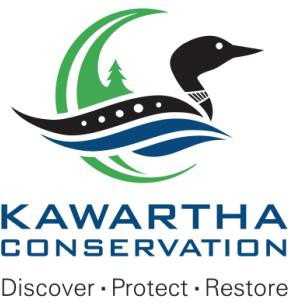 KAWARTHA
CONSERVATION
Discover · Protect · Restore